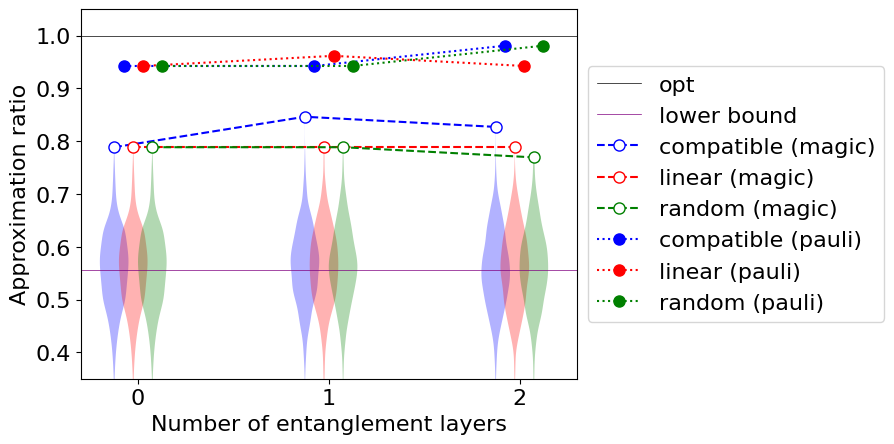 1.0
0.9
0.8
0.7
0.6
0.5
0.4
Approximation ratio
0 1 2
Number of entanglement layers
opt
lower bound
compatible (magic)
linear (magic)
random (magic)
compatible (pauli)
linear (pauli)
random (pauli)